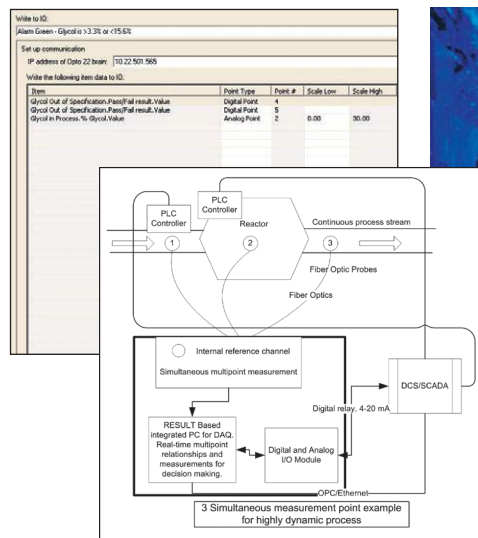 Write to IO:
Alarm Green - Glycol is >3.3% or <15.6%
Set up communication
IP address of Opto 22 brain: 10.22.501.565
Write the following item data to IO:
Item Point Type Point # Scale Low Scale High
Glycol Out of Specification.Pass/Fail result.Value Digital Point 4
Glycol Out of Specification.Pass/Fail result.Value Digital Point 5
Glycol in Process.% Glycol.Value Analog Point 2 0.00 30.00
PLC
Controller
PLC
Controller
Reactor
Continuous process stream
1
2
3
Fiber Optic Probes
Fiber Optics
Internal reference channel
Simultaneous multipoint measurement
DCS/SCADA
Digital relay, 4-20 mA
RESULT Based
integrated PC for DAQ.
Real-time multipoint
relationships and
measurements for
decision making.
Digital and Analog
I/O Module
OPC/Ethernet
3 Simultaneous measurement point example
for highly dynamic process